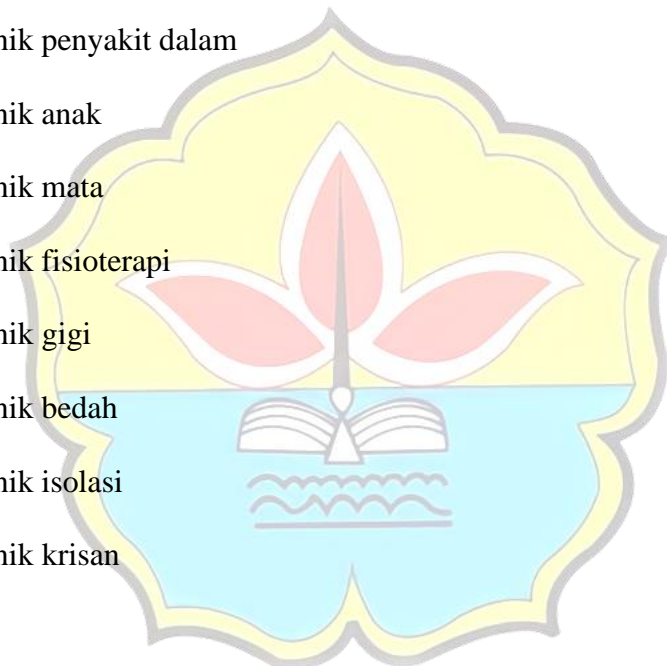 nik penyakit dalam
nik anak
nik mata
nik fisioterapi
nik gigi
nik bedah
nik isolasi
nik krisan